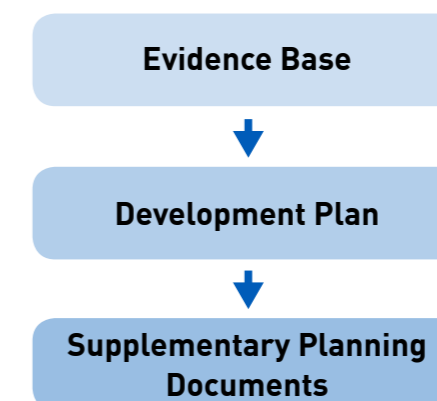 Evidence Base
Development Plan
Supplementary Planning
Documents